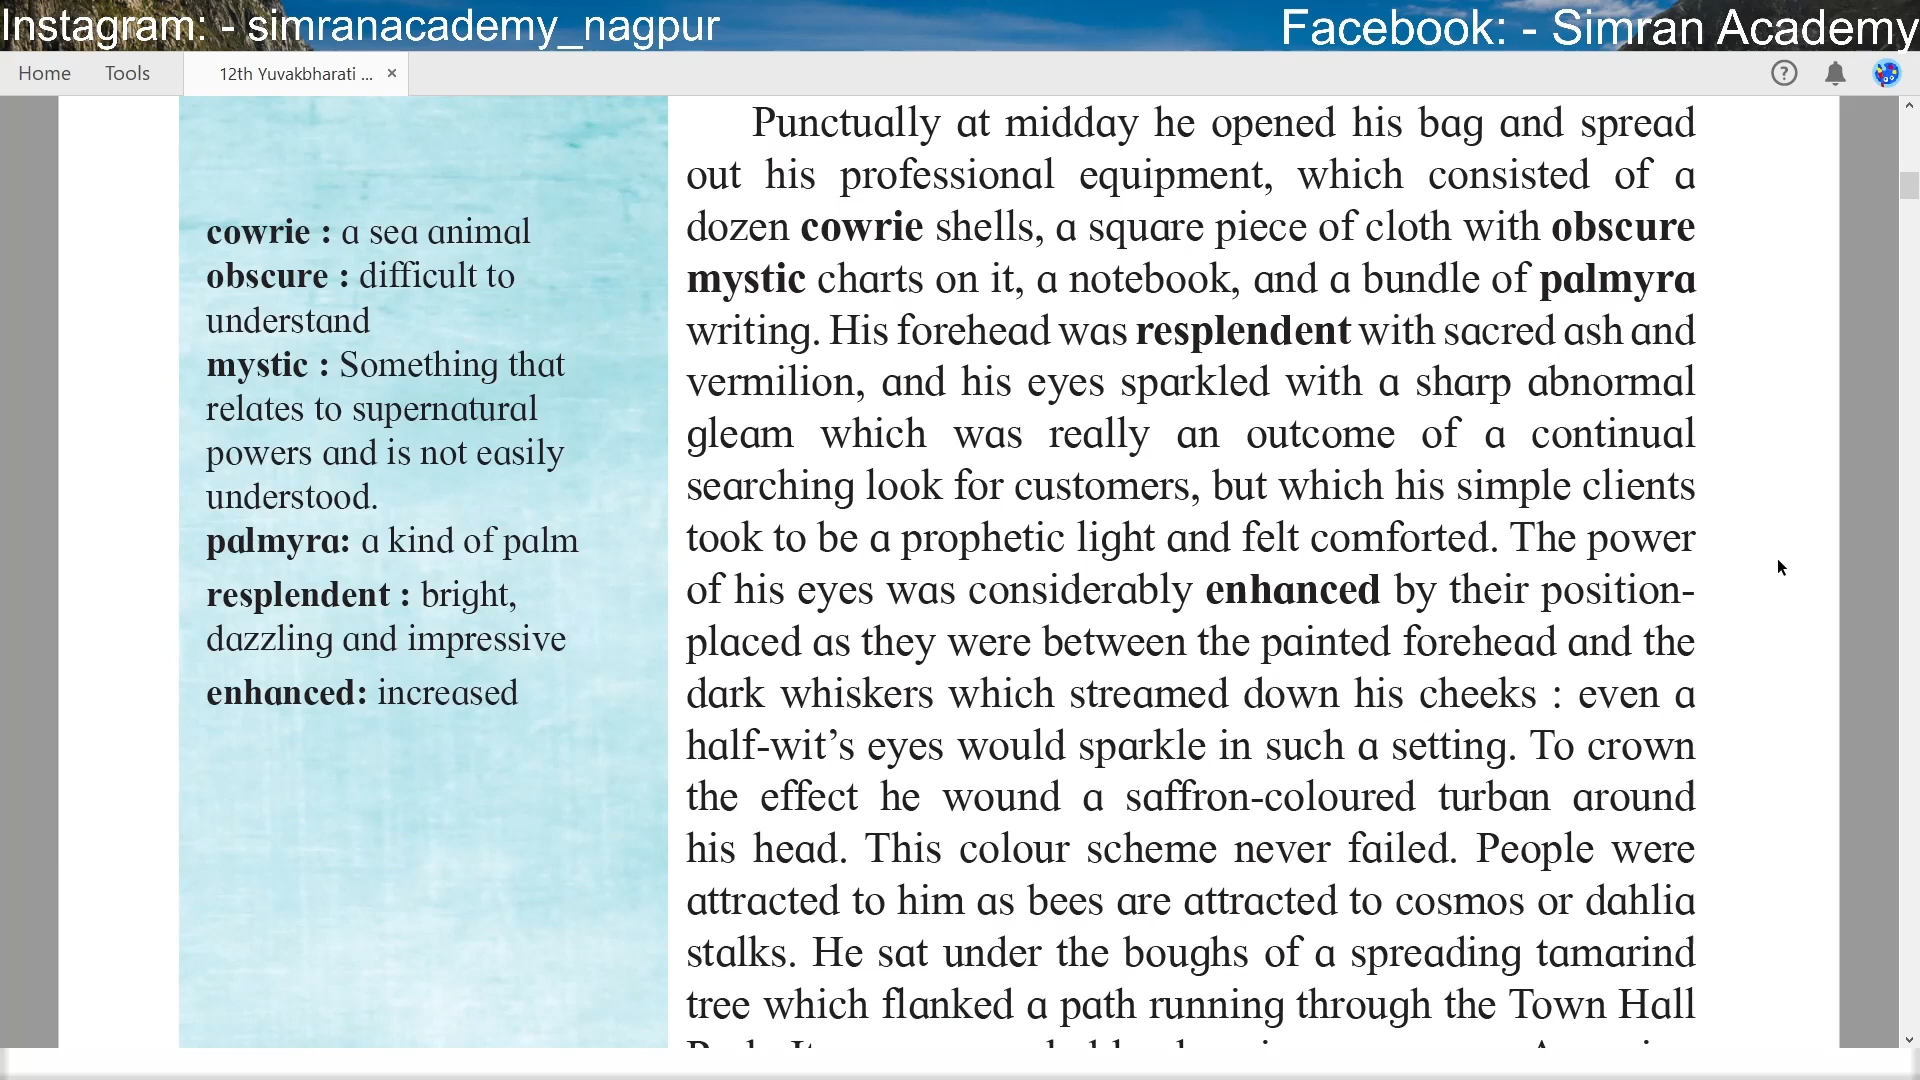 Instagram: - simranacademy_nagpur
Facebook: - Simran Academy
Home
Tools
12th Yuvakbharati ...
cowrie : a sea animal
obscure : difficult to
understand
mystic : Something that
relates to supernatural
powers and is not easily
understood.
palmyra: a kind of palm
resplendent : bright,
dazzling and impressive
enhanced: increased
Punctually at midday he opened his bag and spread
out his professional equipment, which consisted of a
dozen cowrie shells, a square piece of cloth with obscure
mystic charts on it, a notebook, and a bundle of palmyra
writing. His forehead was resplendent with sacred ash and
vermilion, and his eyes sparkled with a sharp abnormal
gleam which was really an outcome of a continual
searching look for customers, but which his simple clients
took to be a prophetic light and felt comforted. The power
of his eyes was considerably enhanced by their position-
placed as they were between the painted forehead and the
dark whiskers which streamed down his cheeks : even a
half-wit’s eyes would sparkle in such a setting. To crown
the effect he wound a saffron-coloured turban around
his head. This colour scheme never failed. People were
attracted to him as bees are attracted to cosmos or dahlia
stalks. He sat under the boughs of a spreading tamarind
tree which flanked a path running through the Town Hall